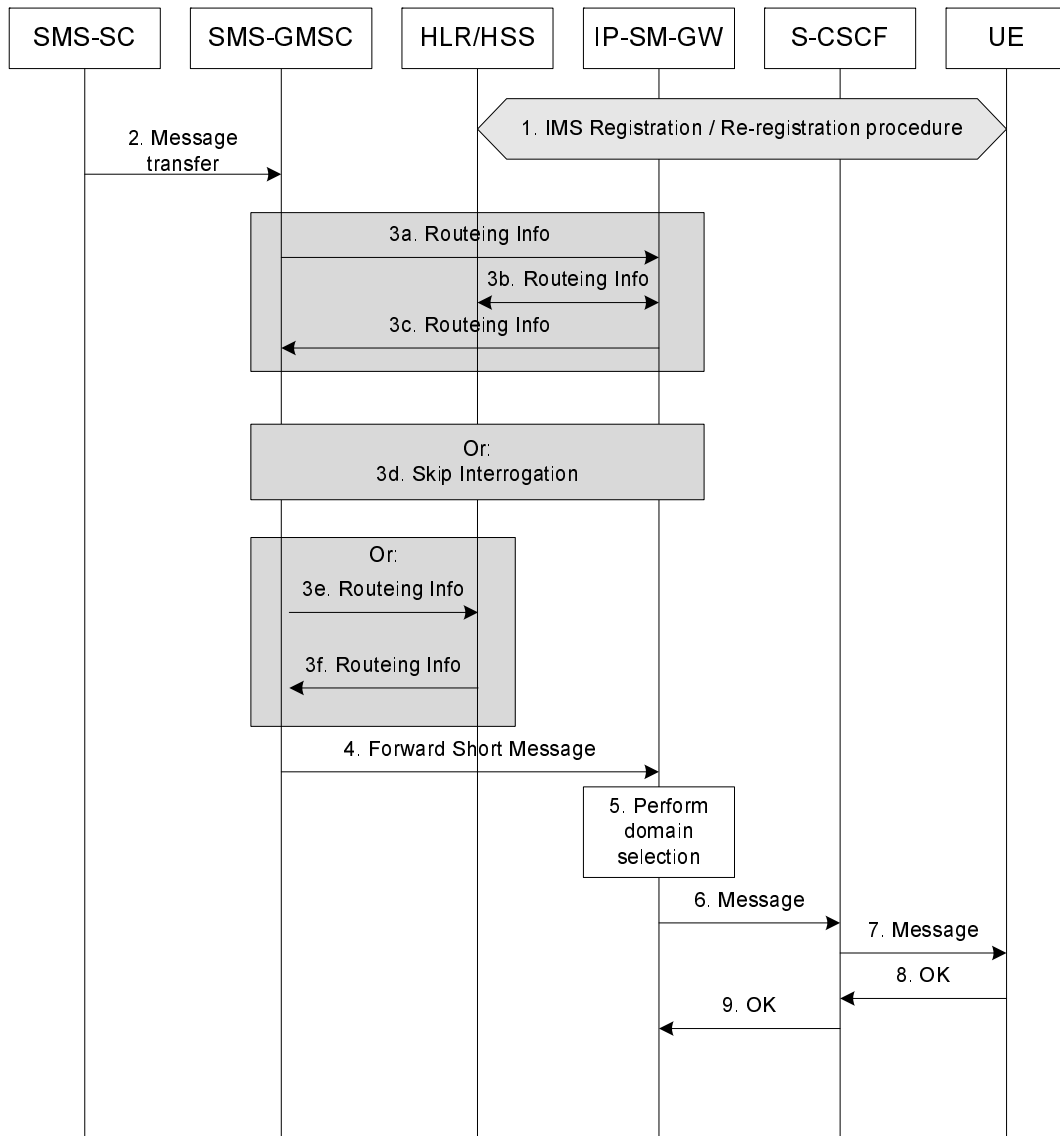 SMS-SC
SMS-GMSC
HLR/HSS
IP-SM-GW
S-CSCF
UE
1. IMS Registration / Re-registration procedure
2. Message
transfer
3a. Routeing Info
3b. Routeing Info
3c. Routeing Info
Or:
3d. Skip Interrogation
Or:
3e. Routeing Info
3f. Routeing Info
4. Forward Short Message
5. Perform
domain
selection
6. Message
7. Message
8. OK
9. OK